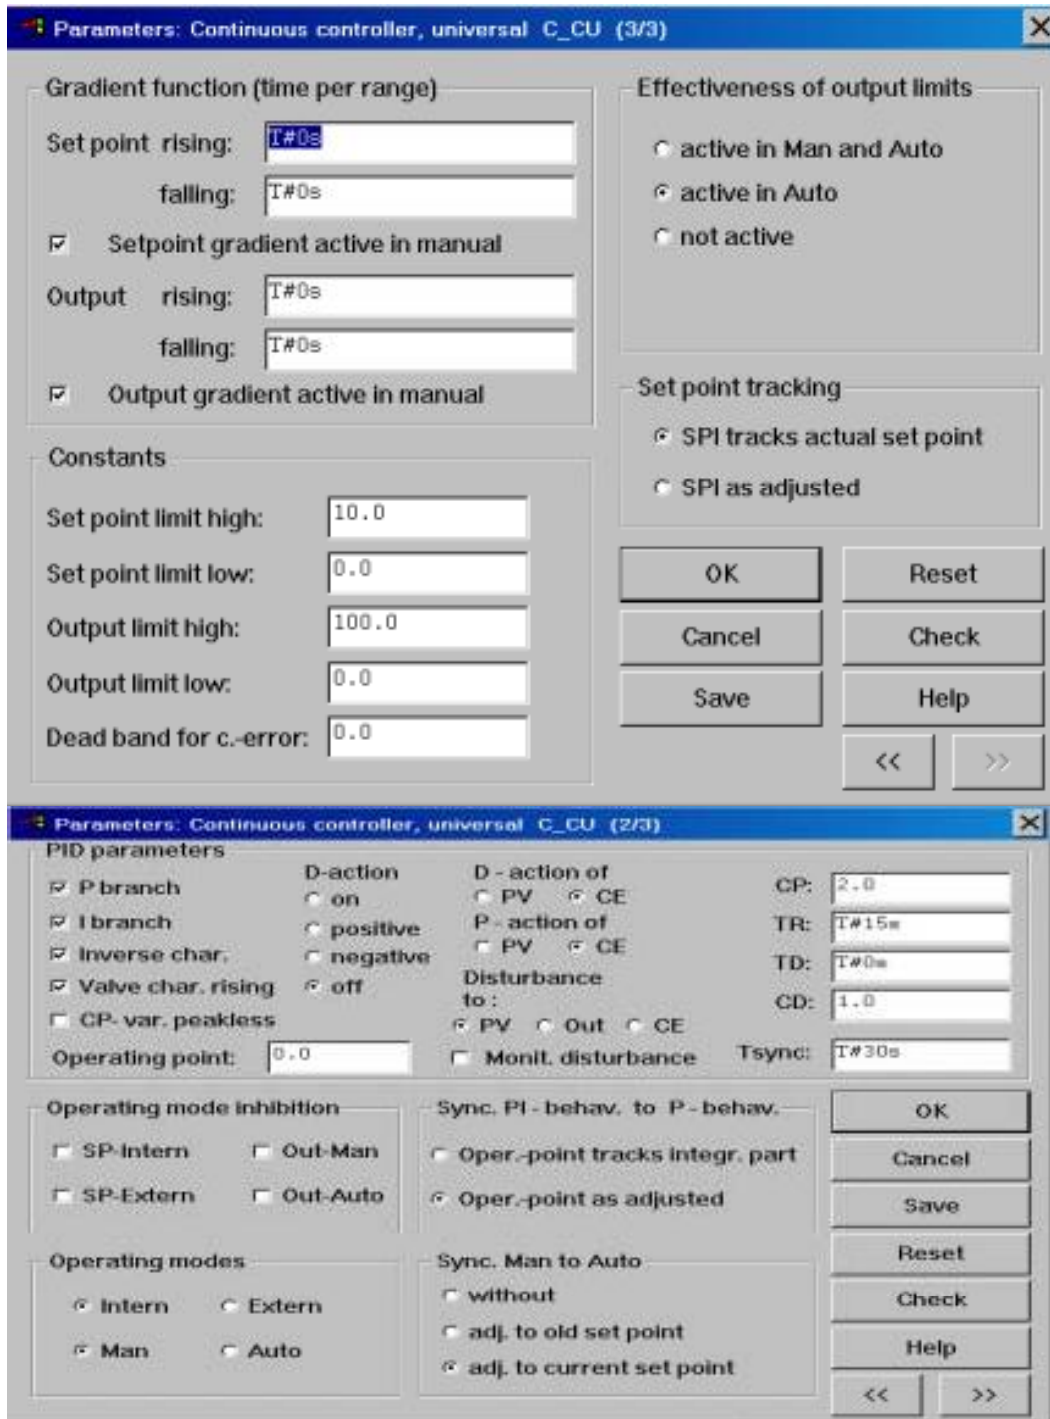 Parameters: Continuous controller, universal C_CU (3/3)
Gradient function (time per range)
Set point rising: T#0s
falling: T#0s
Setpoint gradient active in manual
Output rising: T#0s
falling: T#0s
Output gradient active in manual
Constants
Set point limit high: 10.0
Set point limit low: 0.0
Output limit high: 100.0
Output limit low: 0.0
Dead band for c.-error: 0.0
Effectiveness of output limits
active in Man and Auto
active in Auto
not active
Set point tracking
SPI tracks actual set point
SPI as adjusted
OK Reset
Cancel Check
Save Help
<< >>
Parameters: Continuous controller, universal C_CU (2/3)
PID parameters
P branch
I branch
Inverse char.
Valve char. rising
CP- var. peakless
Operating point: 0.0
D-action
on
positive
negative
off
D - action of
PV CE
P - action of
PV CE
Disturbance
to :
PV Out CE
Monit. disturbance
CP: 2.0
TR: T#15s
TD: T#0s
CD: 1.0
Tsync: T#30s
Operating mode inhibition
SP-Intern Out-Man
SP-Extern Out-Auto
Sync. PI - behav. to P - behav.
Oper.-point tracks integr. part
Oper.-point as adjusted
Operating modes
Intern Extern
Man Auto
Sync. Man to Auto
without
adj. to old set point
adj. to current set point
OK
Cancel
Save
Reset
Check
Help
<< >>